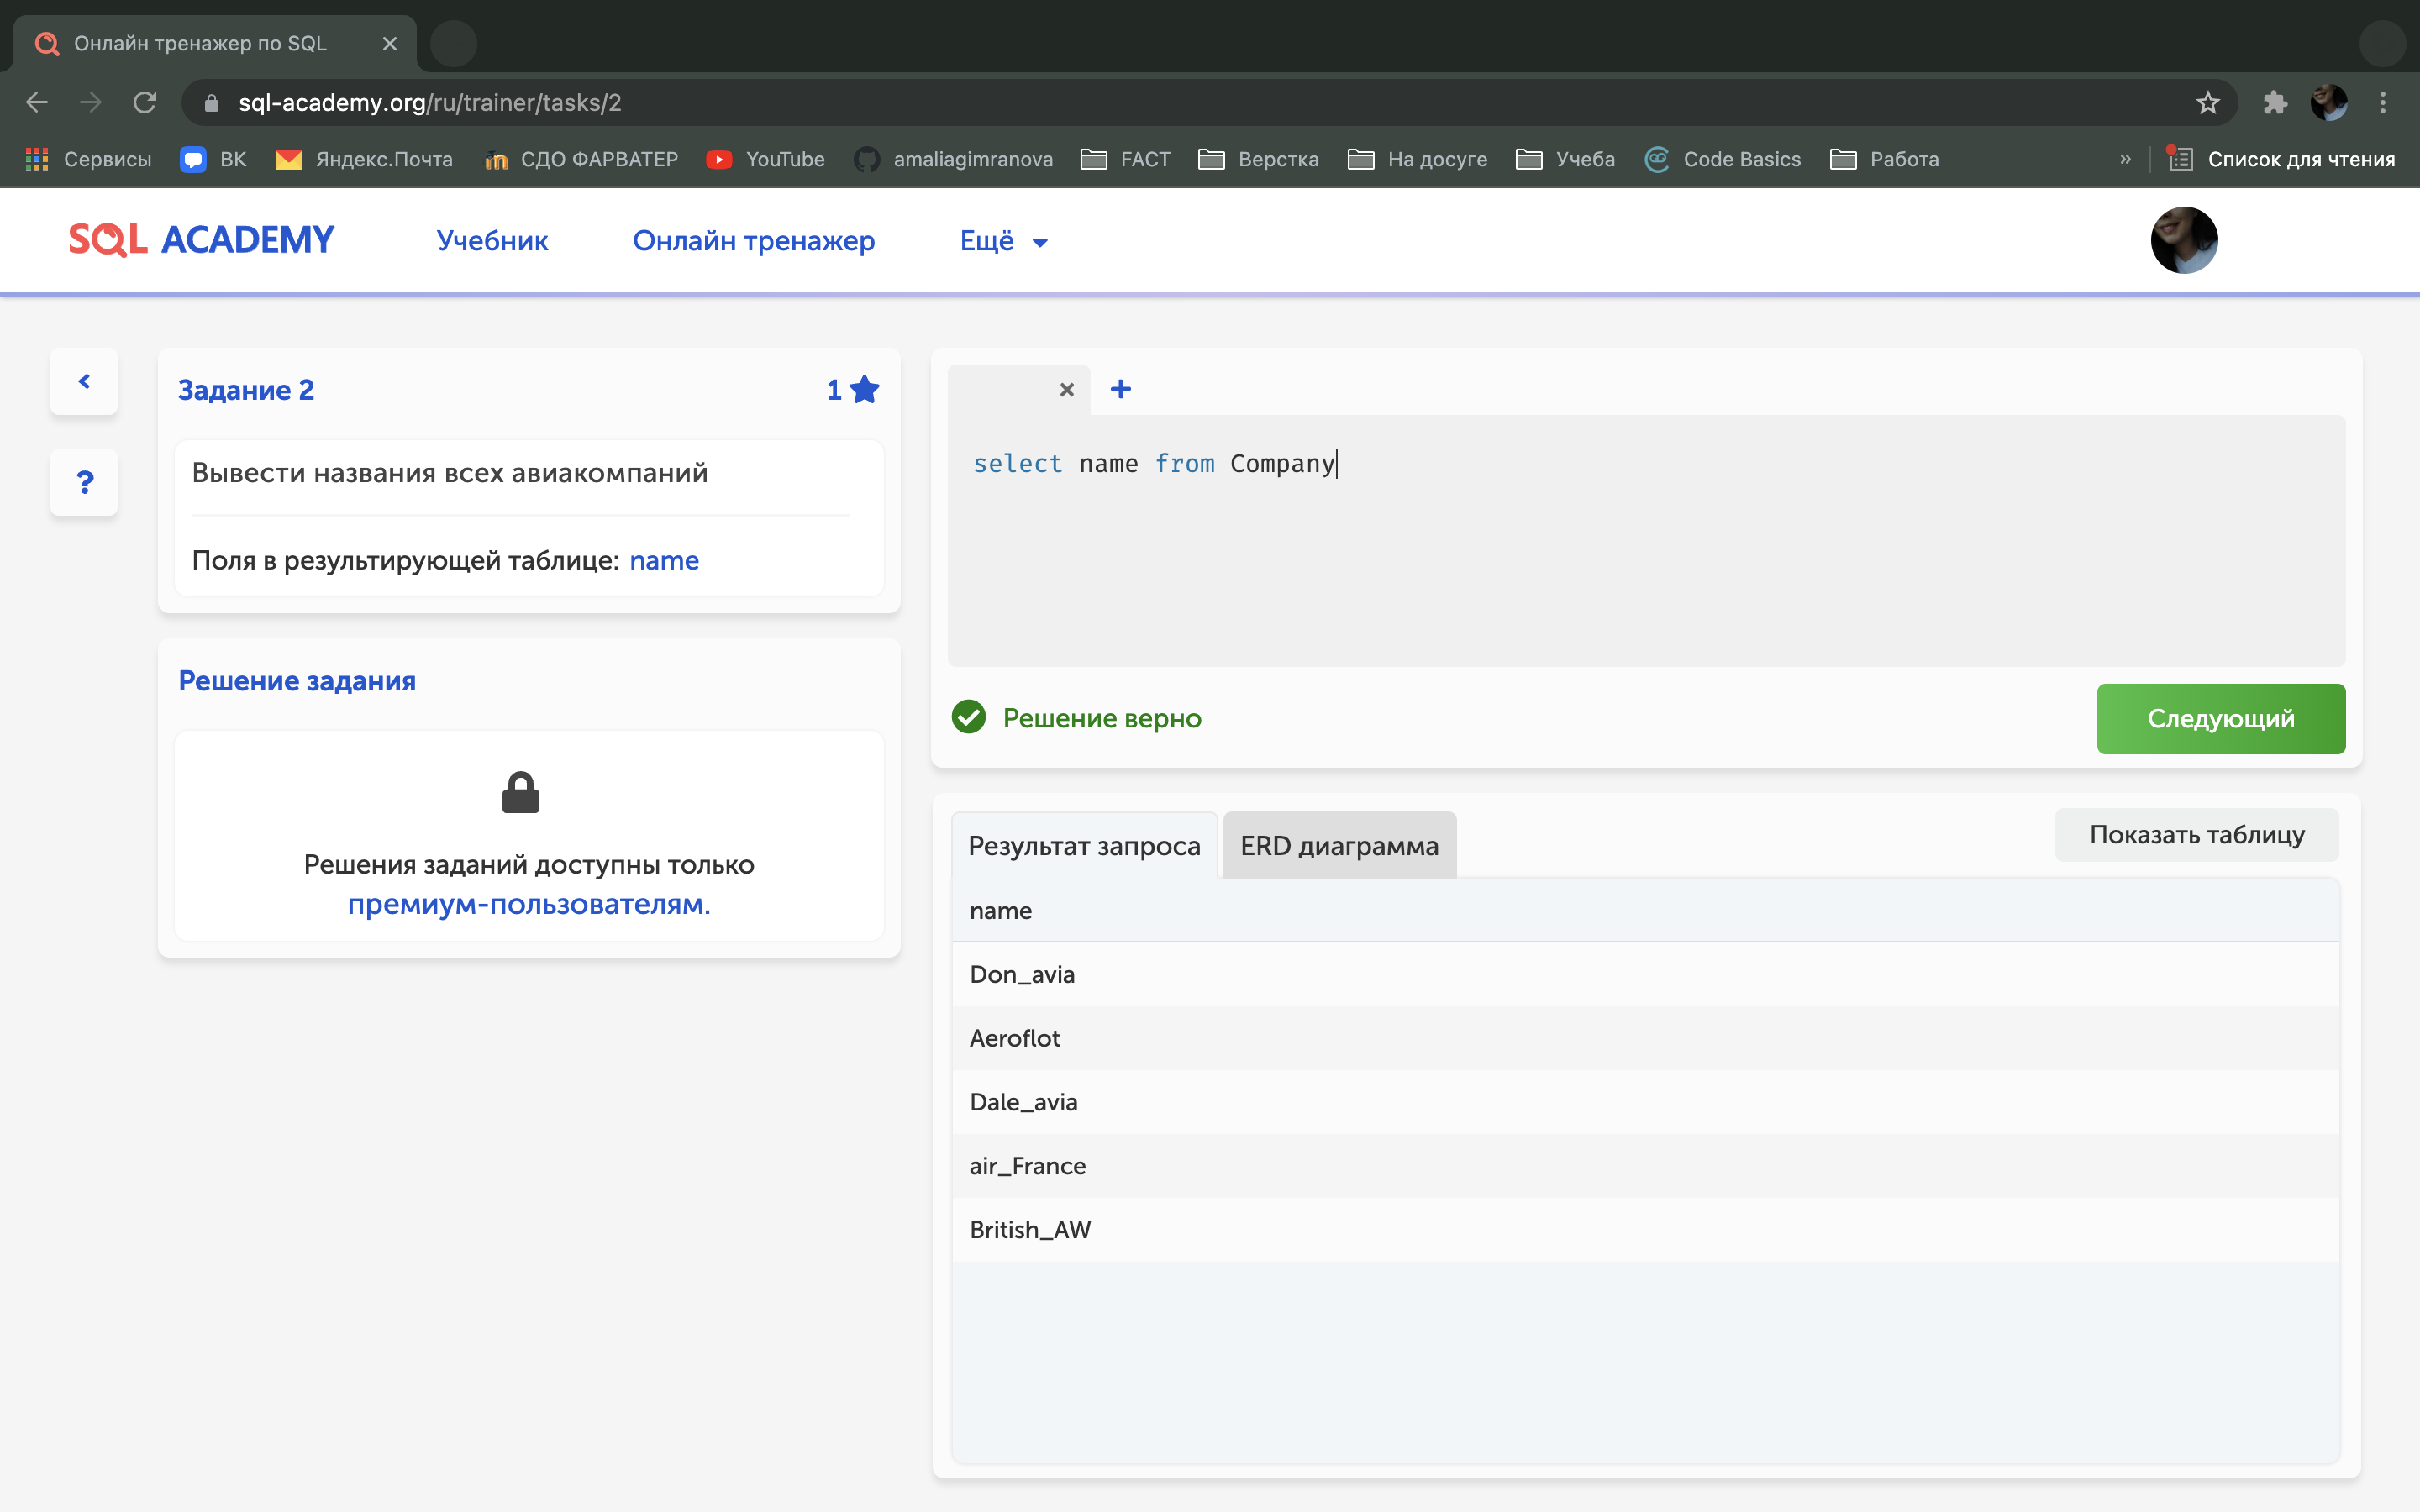 Онлайн тренажер по SQL
sql-academy.org/ru/trainer/tasks/2
Сервисы ВК Яндекс.Почта СДО ФАРВАТЕР YouTube amaliagimranova FACT Верстка На досуге Учеба Code Basics Работа » Список для чтения
SQL ACADEMY Учебник Онлайн тренажер Ещё
Задание 2 1
Вывести названия всех авиакомпаний
Поля в результирующей таблице: name
Решение задания
Решения заданий доступны только
премиум-пользователям.
select name from Company
Решение верно
Следующий
Результат запроса ERD диаграмма Показать таблицу
name
Don_avia
Aeroflot
Dale_avia
air_France
British_AW